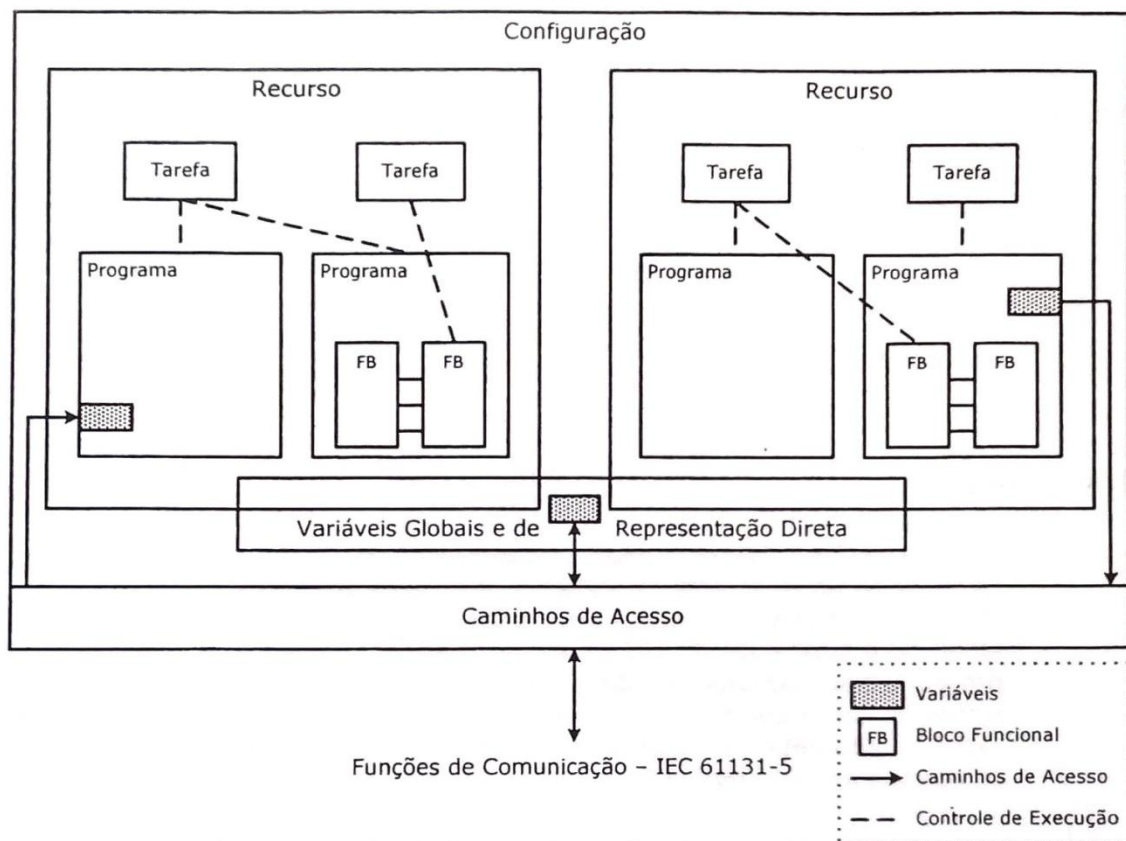 Configuração
Recurso
Recurso
Tarefa
Tarefa
Tarefa
Tarefa
Programa
Programa
Programa
Programa
FB
FB
FB
FB
Variáveis Globais e de
Representação Direta
Caminhos de Acesso
Funções de Comunicação – IEC 61131-5
Variáveis
FB
Bloco Funcional
Caminhos de Acesso
Controle de Execução